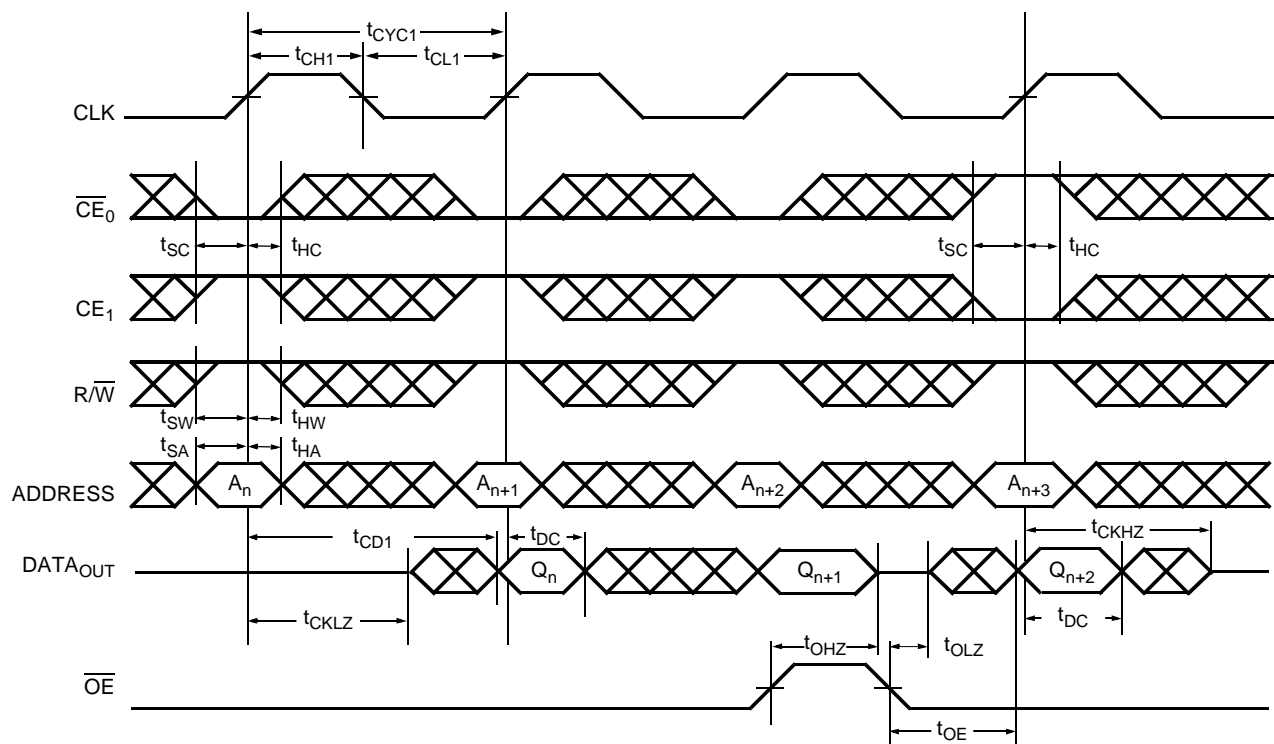 tCYC1
tCH1 tCL1
CLK
CE0
tSC tHC tSC tHC
CE1
R/W
tSW tHW
tSA tHA
ADDRESS An An+1 An+2 An+3
tCD1 tDC tCKHZ
DATAOUT Qn Qn+1 Qn+2
tCKLZ tDC
tOHZ tOLZ
OE
tOE